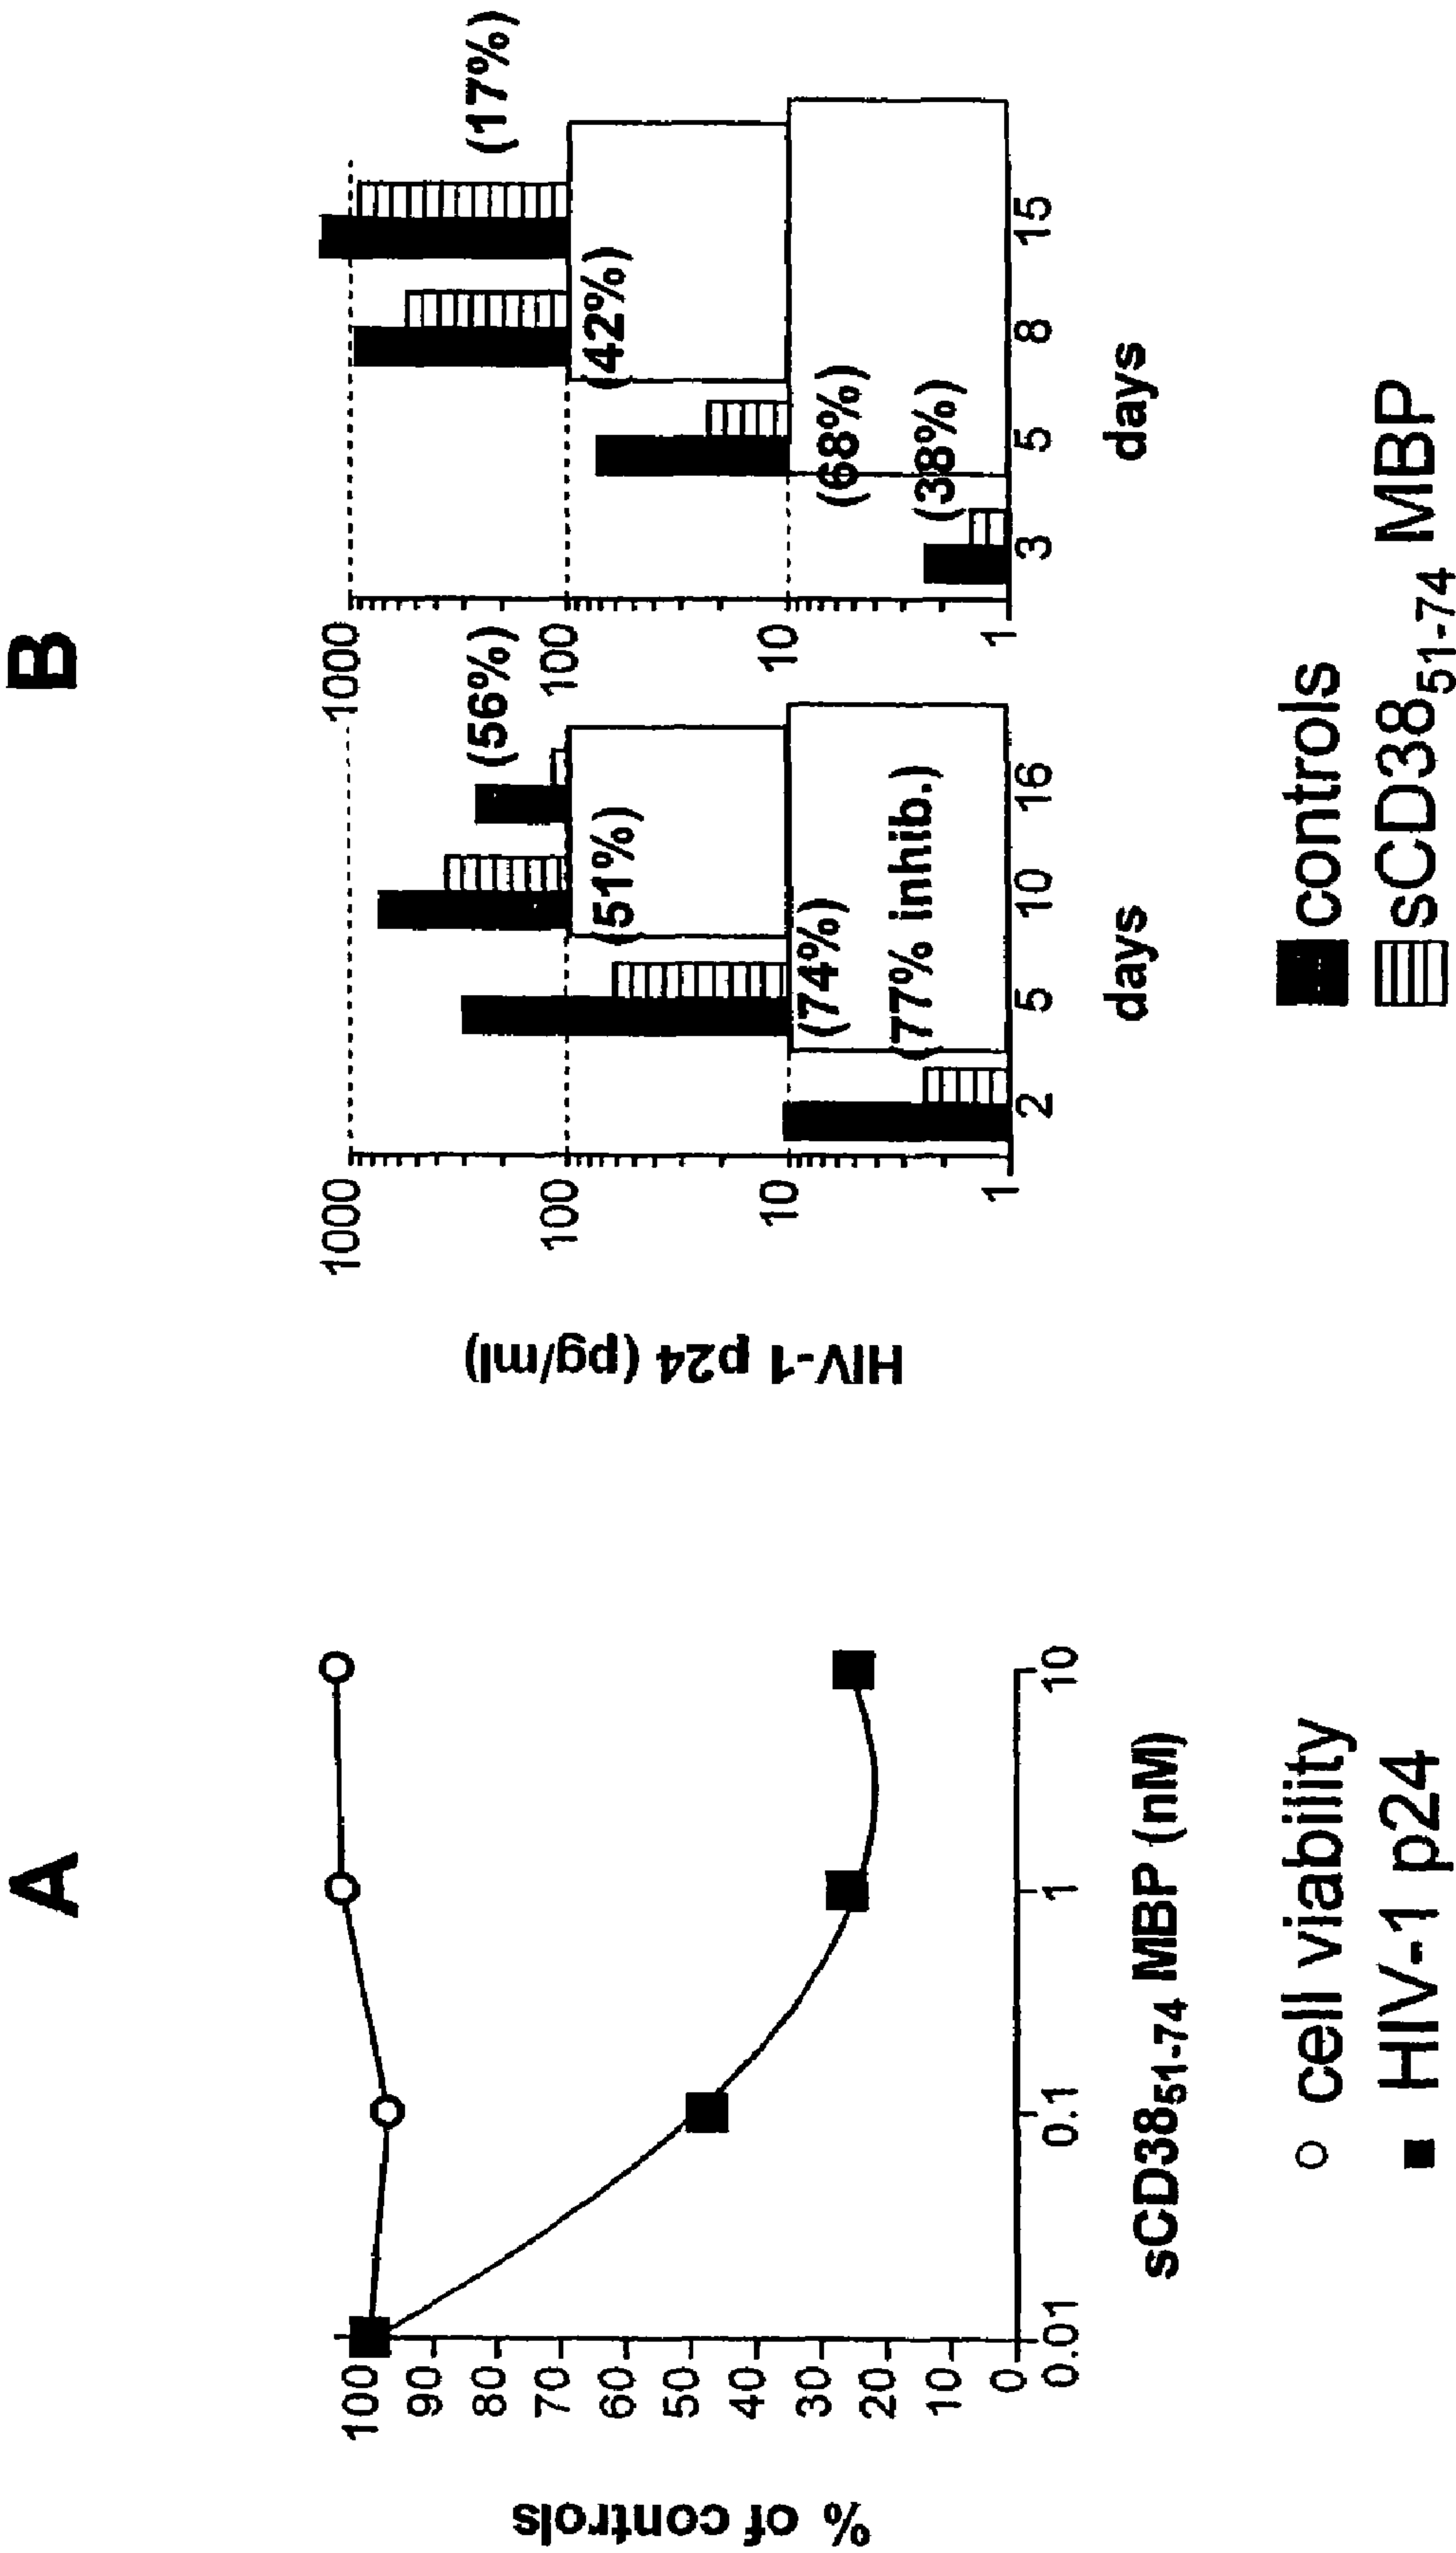 A
% of controls
100
90
80
70
60
50
40
30
20
10
0
0.01 0.1 1 10
sCD38₅₁₋₇₄ MBP (nM)
cell viability
HIV-1 p24
B
HIV-1 p24 (pg/ml)
1000
100
10
1
(56%)
(51%)
(74%)
(77% inhib.)
2 5 10 16
days
1000
100
10
1
(17%)
(42%)
(68%)
(38%)
3 5 8 15
days
controls
sCD38₅₁₋₇₄ MBP